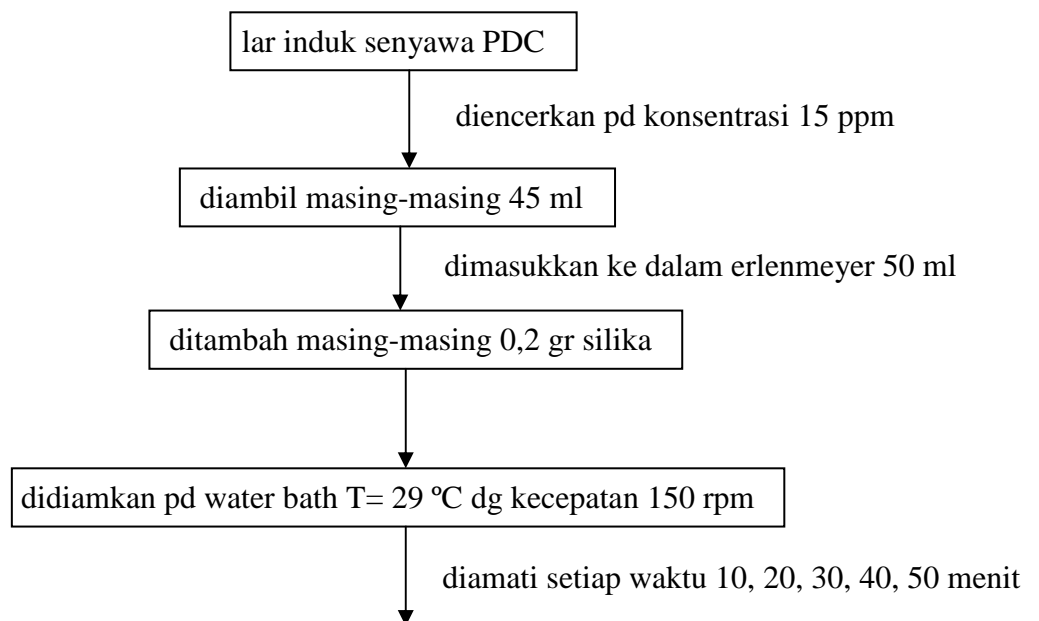 lar induk senyawa PDC
diencerkan pd konsentrasi 15 ppm
diambil masing-masing 45 ml
dimasukkan ke dalam erlenmeyer 50 ml
ditambah masing-masing 0,2 gr silika
didiamkan pd water bath T= 29 ºC dg kecepatan 150 rpm
diamati setiap waktu 10, 20, 30, 40, 50 menit